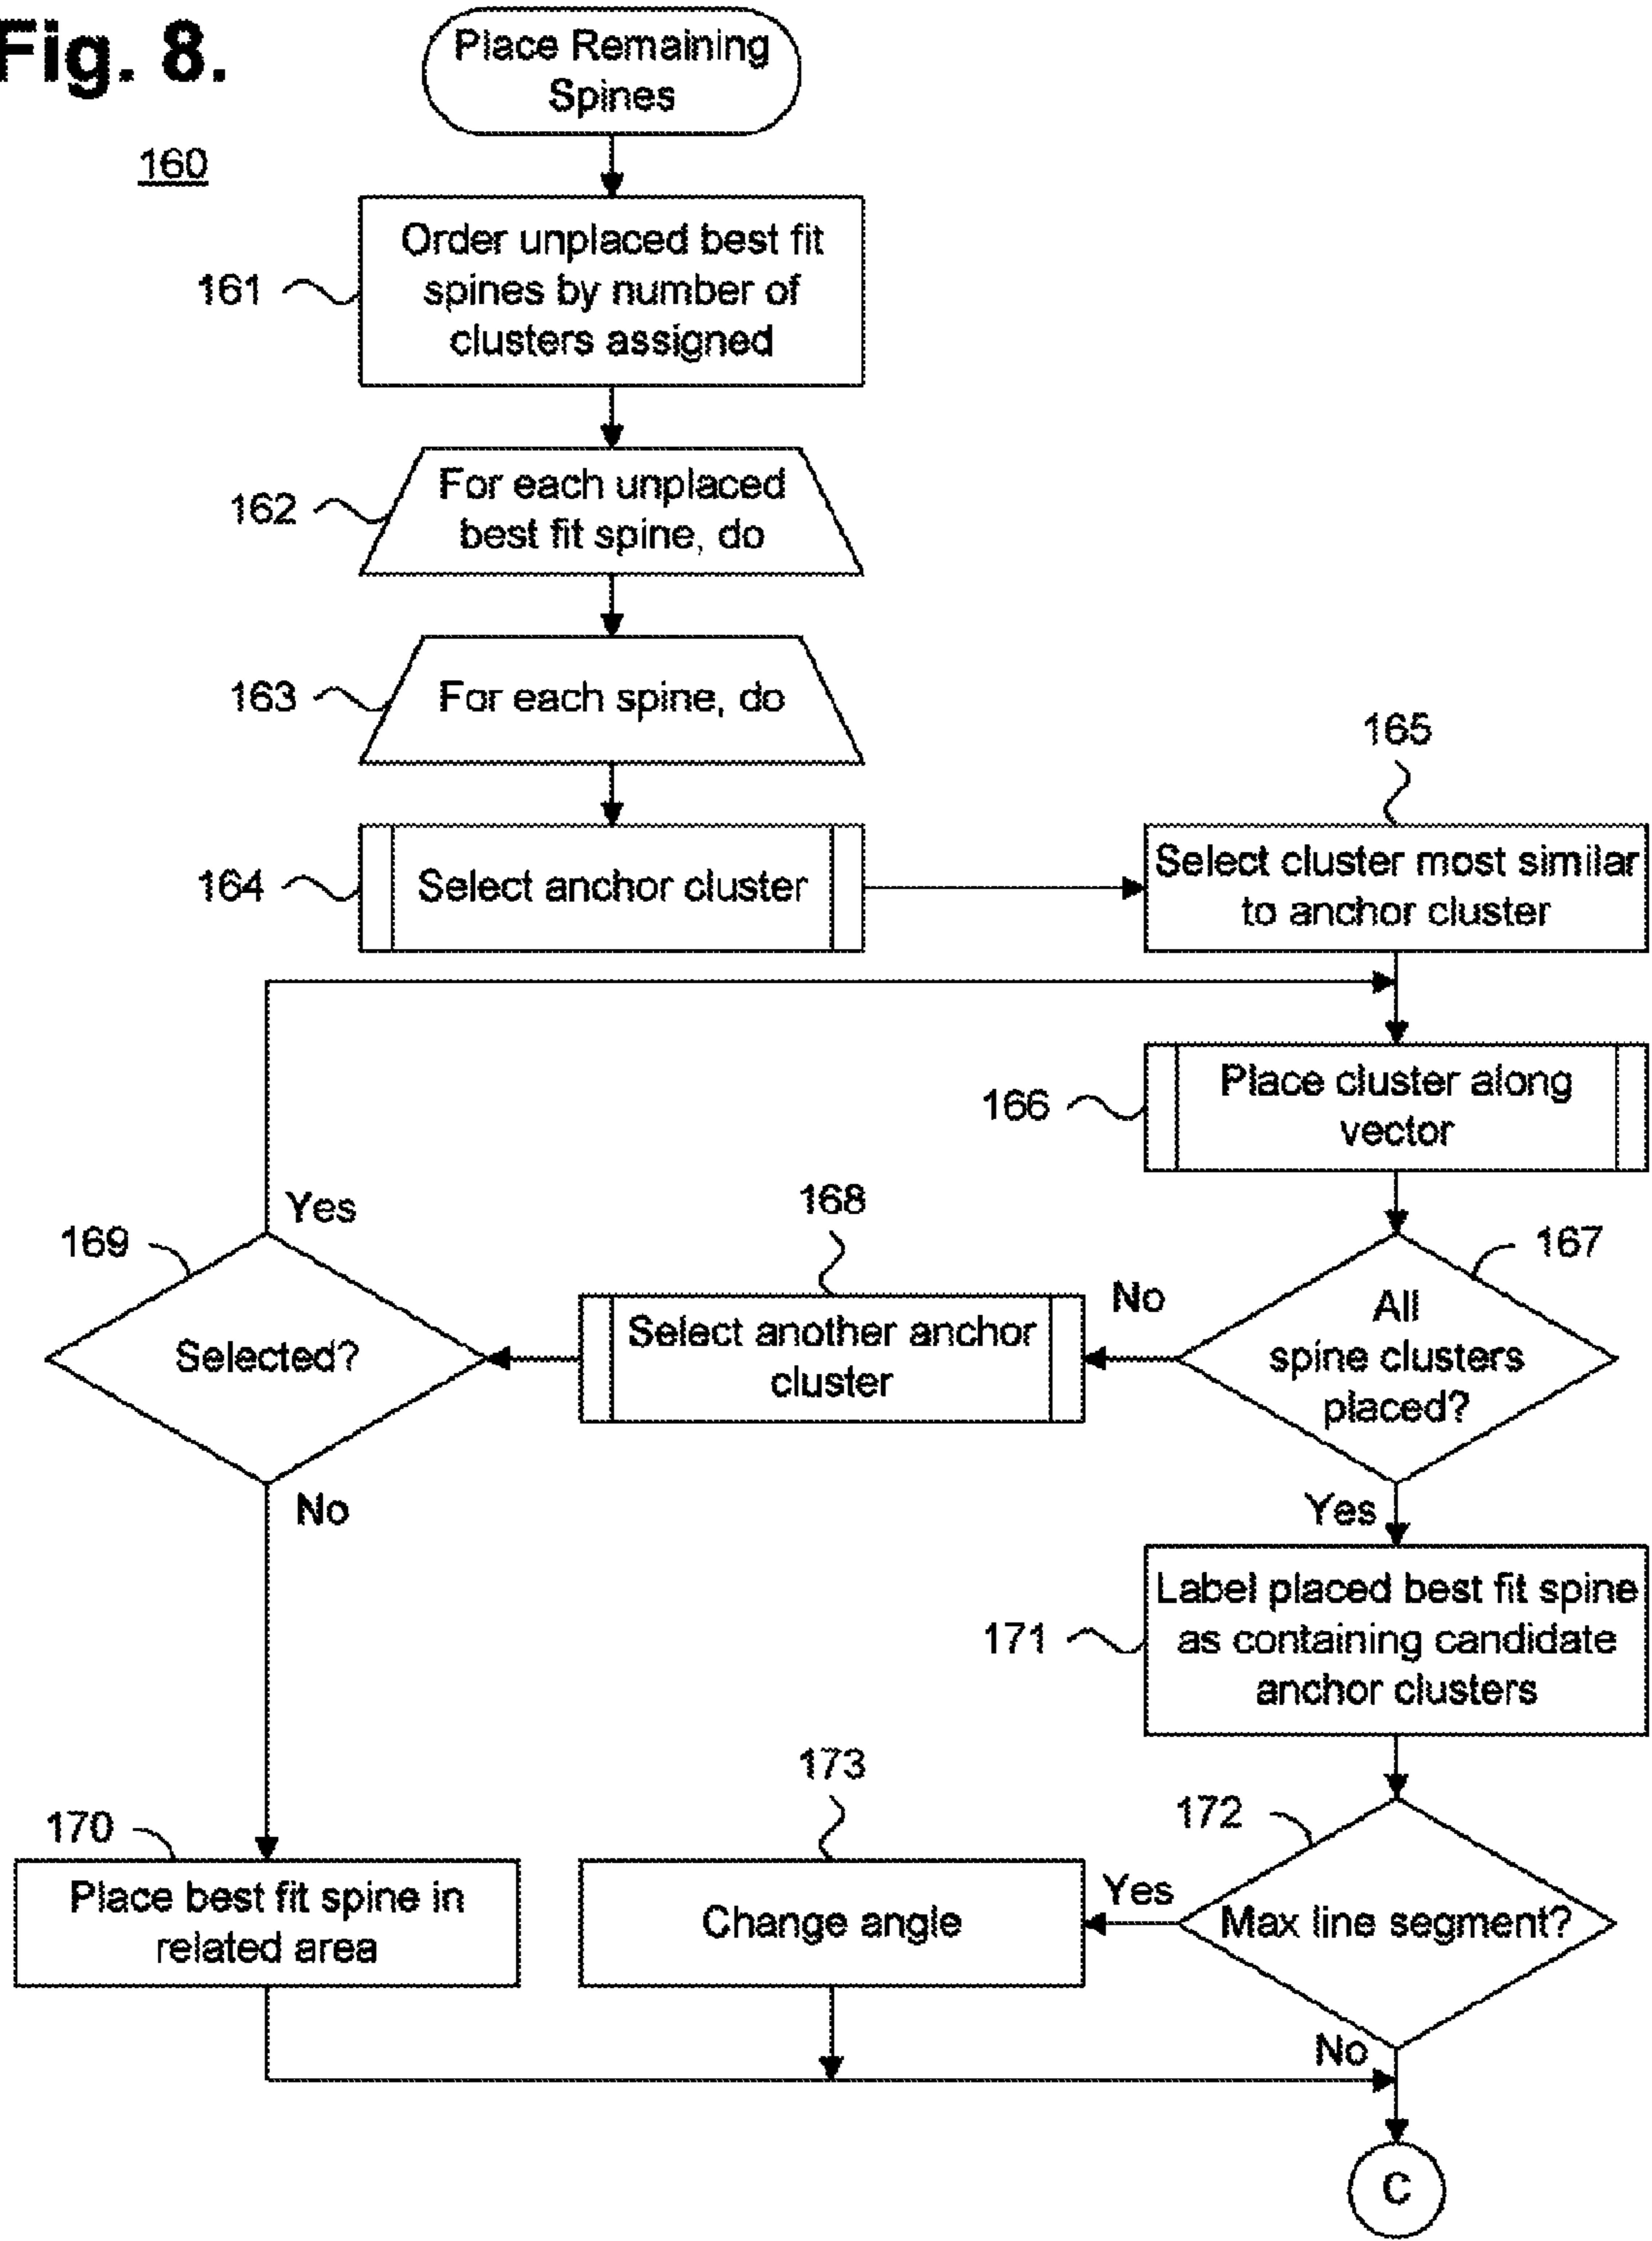 Fig. 8.
160
Place Remaining
Spines
161
Order unplaced best fit
spines by number of
clusters assigned
162
For each unplaced
best fit spine, do
163
For each spine, do
164
Select anchor cluster
165
Select cluster most similar
to anchor cluster
166
Place cluster along
vector
167
All
spine clusters
placed?
No
Yes
168
Select another anchor
cluster
169
Selected?
Yes
No
170
Place best fit spine in
related area
171
Label placed best fit spine
as containing candidate
anchor clusters
172
Max line segment?
Yes
No
173
Change angle
C